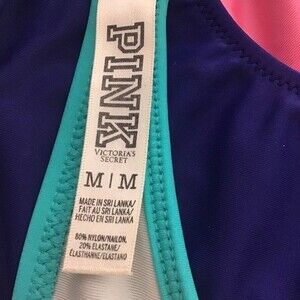 PINK
VICTORIA'S
SECRET
M|M
MADE IN SRI LANKA/
FAIT AU SRI LANKA/
HECHO EN SRI LANKA
80% NYLON/NAILON,
20% ELASTANE/
ELASTHANNE/ELASTANO